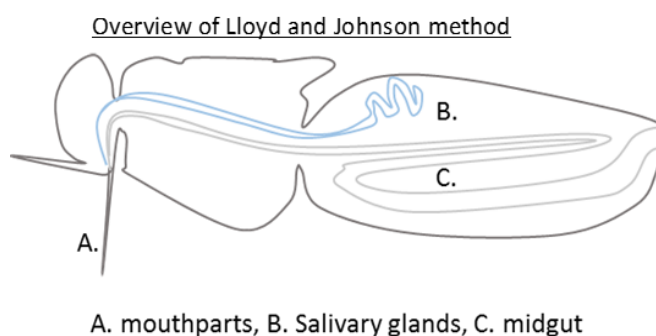 Overview of Lloyd and Johnson method
B.
C.
A.
A. mouthparts, B. Salivary glands, C. midgut